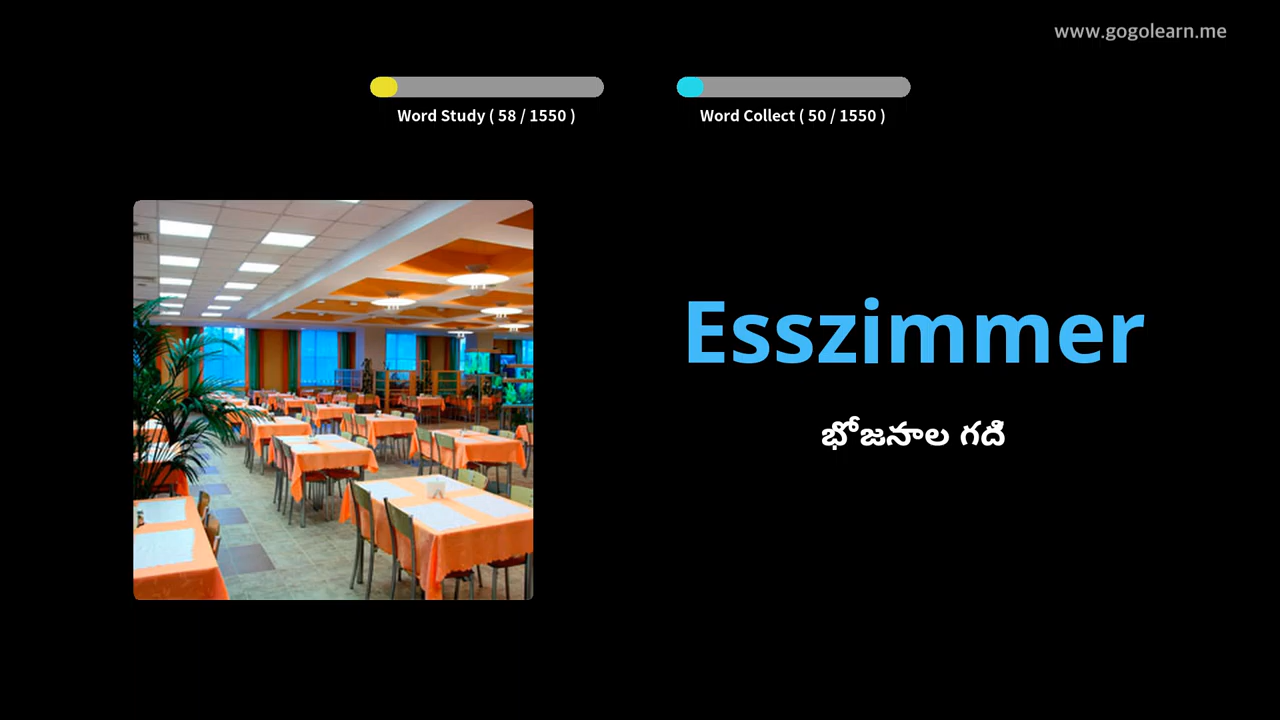 www.gogolearn.me
Word Study ( 58 / 1550 )
Word Collect ( 50 / 1550 )
Esszimmer
భోజనాల గది